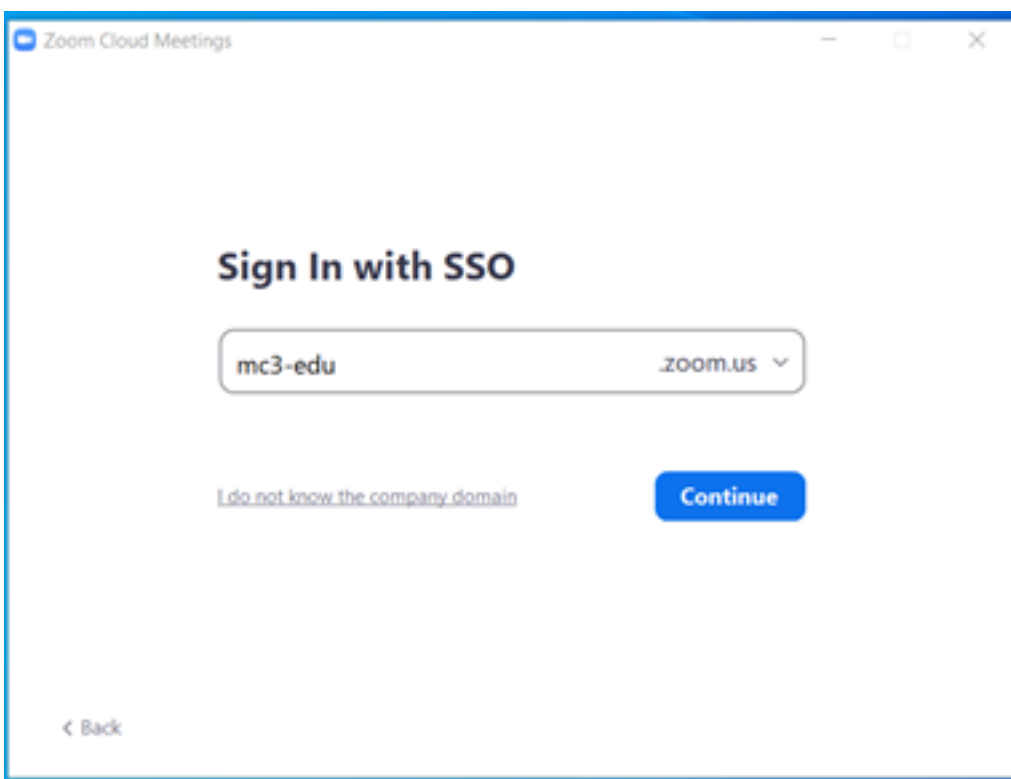 Zoom Cloud Meetings
Sign In with SSO
mc3-edu .zoom.us
I do not know the company domain Continue
Back